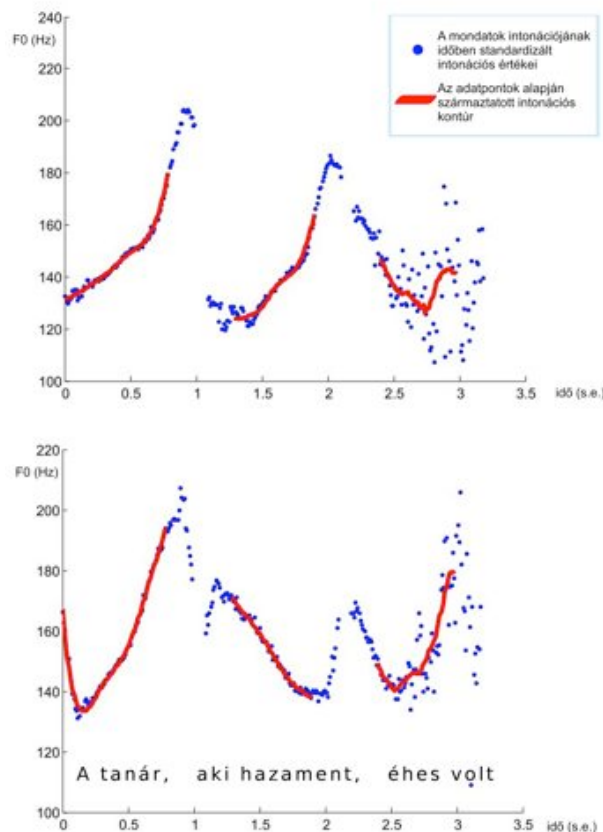 240
F0 (Hz)
220
200
180
160
140
120
100
0
0.5
1
1.5
2
2.5
3
3.5
idő (s.e.)
A mondatok intonációjának
időben standardizált
intonációs értékei
Az adatpontok alapján
származtatott intonációs
kontúr
220
F0 (Hz)
200
180
160
140
120
100
A tanár, aki hazament, éhes volt
0
0.5
1
1.5
2
2.5
3
3.5
idő (s.e.)